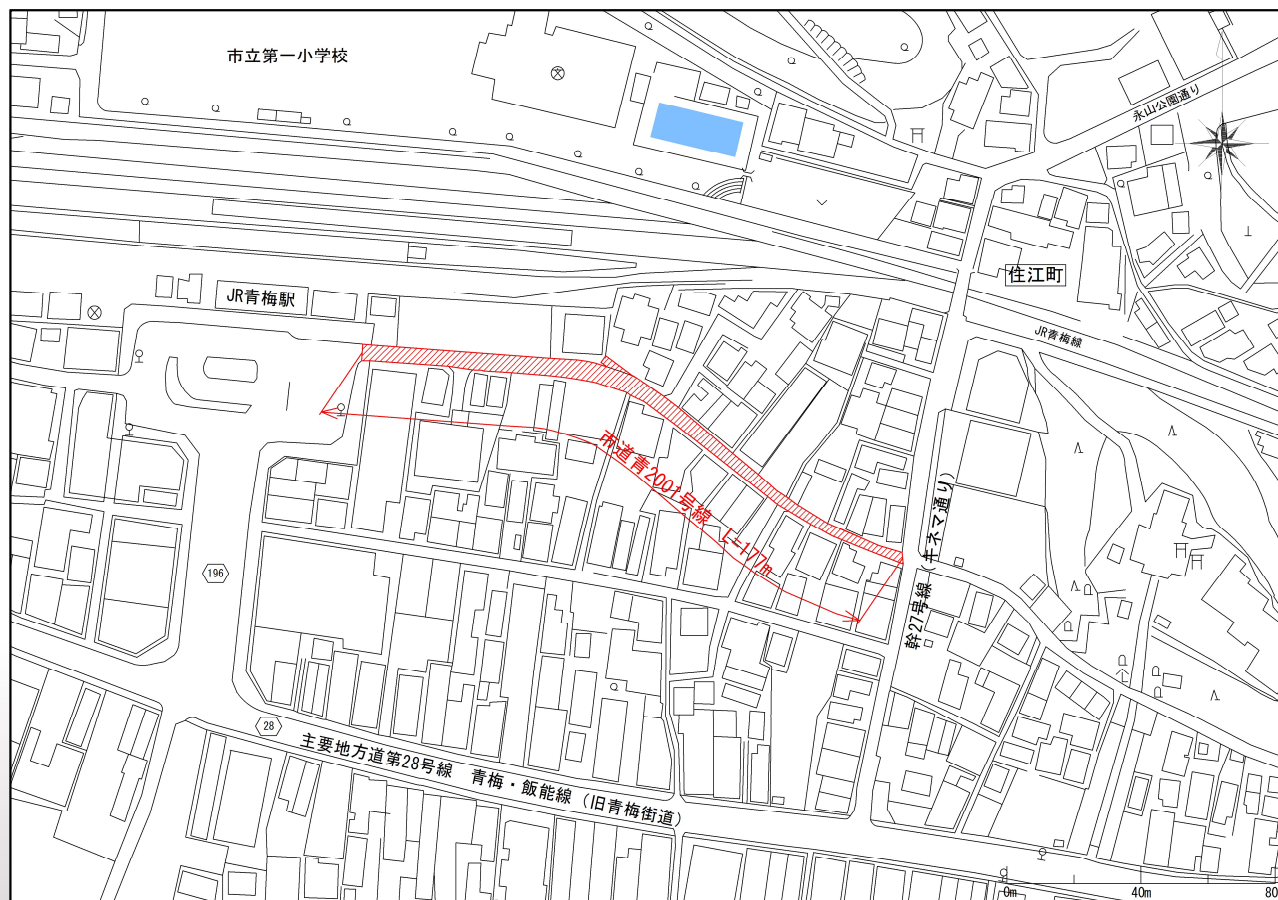 市立第一小学校
永山公園通り
住江町
JR青梅駅
JR青梅線
市道青2001号線 L=177m
幹27号線(キネマ通り)
196
28
主要地方道第28号線 青梅・飯能線(旧青梅街道)
0m 40m 80